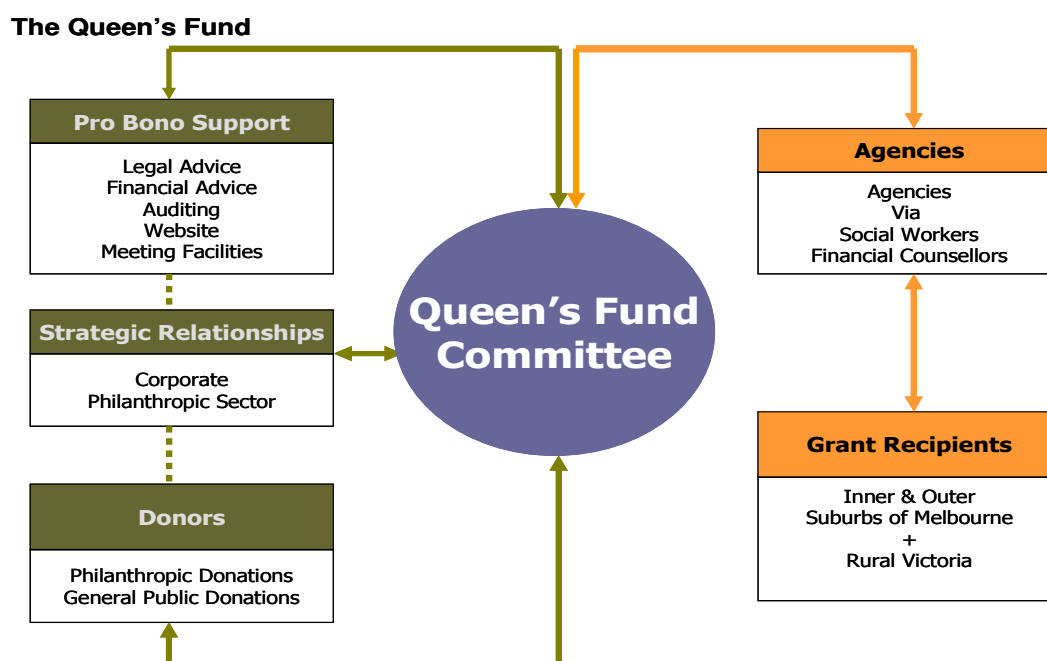 The Queen's Fund
Pro Bono Support
Legal Advice
Financial Advice
Auditing
Website
Meeting Facilities
Strategic Relationships
Corporate
Philanthropic Sector
Donors
Philanthropic Donations
General Public Donations
Queen's Fund
Committee
Agencies
Agencies
Via
Social Workers
Financial Counsellors
Grant Recipients
Inner & Outer
Suburbs of Melbourne
+
Rural Victoria